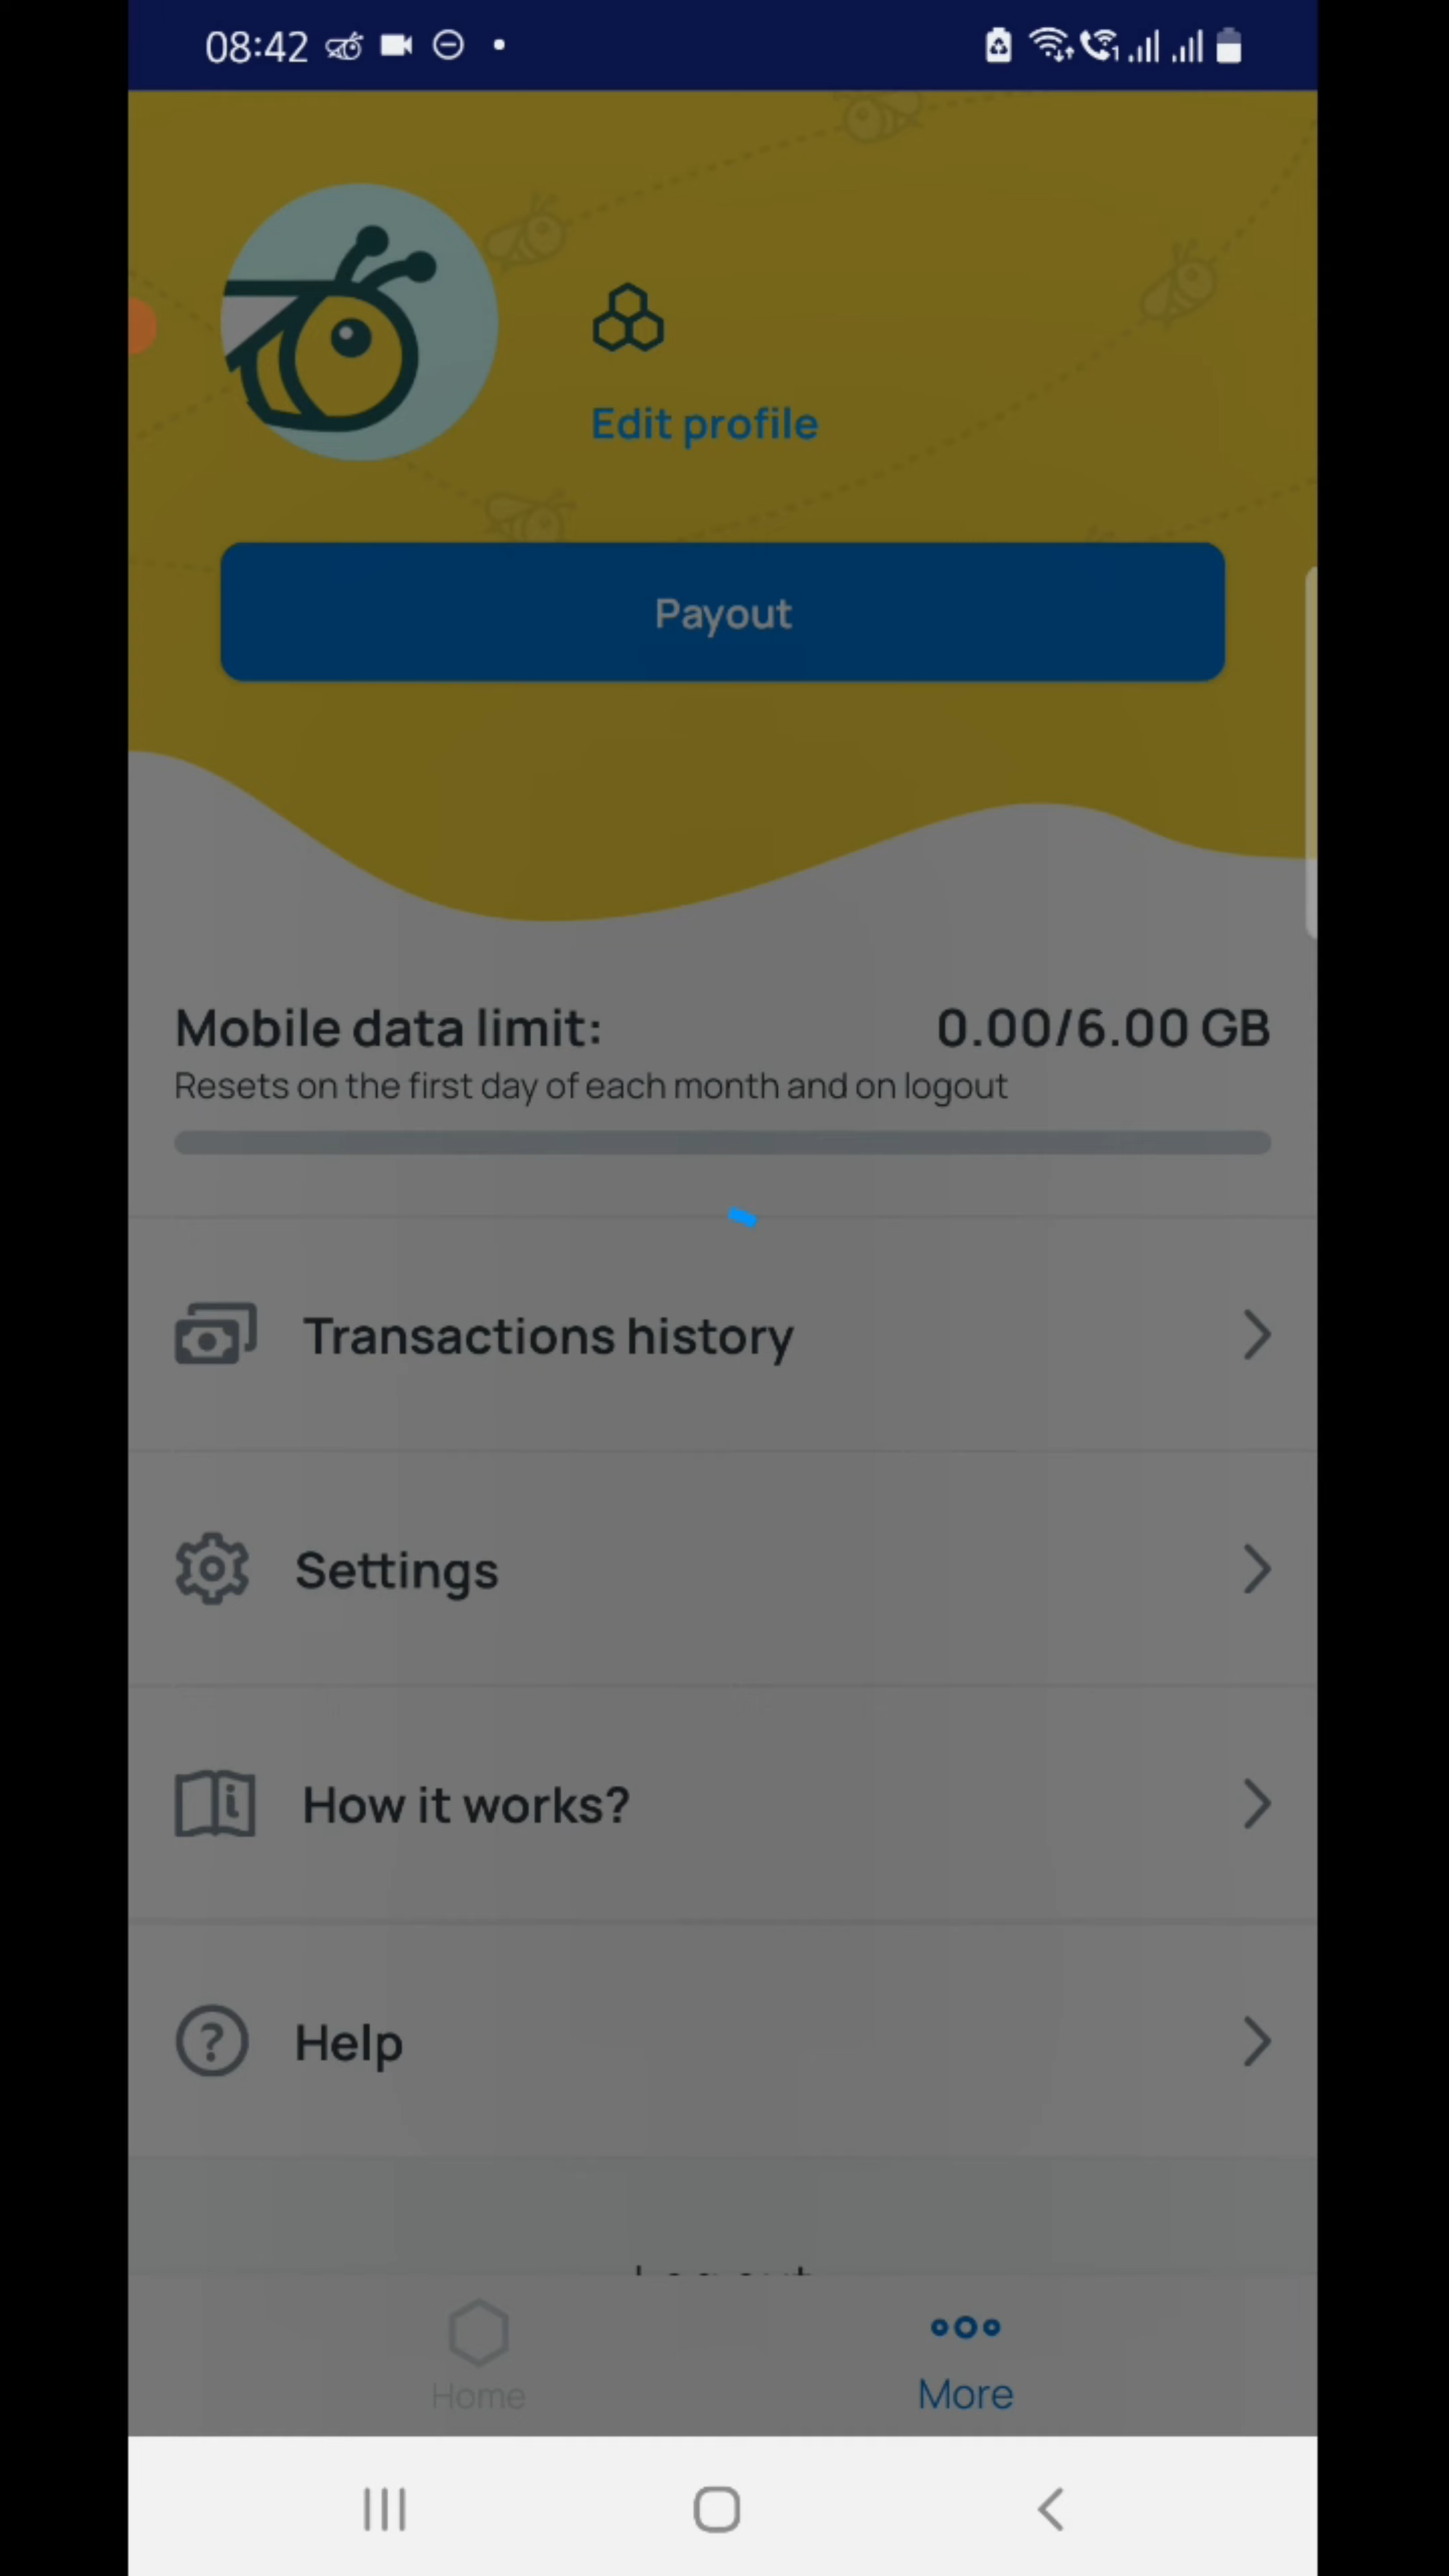 08:42
Edit profile
Payout
Mobile data limit: 0.00/6.00 GB
Resets on the first day of each month and on logout
Transactions history
Settings
How it works?
Help
Home
More